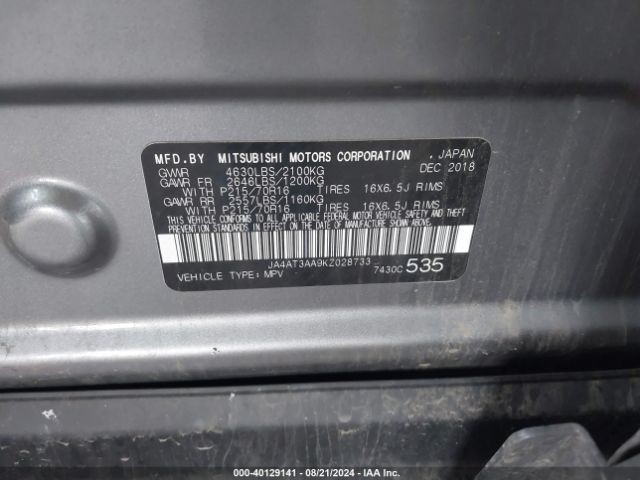 MFD.BY MITSUBISHI MOTORS CORPORATION , JAPAN
GVWR 4630LBS/2100KG DEC 2018
GAWR FR 2646LBS/1200KG
WITH P215/70R16 TIRES 16X6.5J RIMS
GAWR RR 2557LBS/1160KG
WITH P215/70R16 TIRES 16X6.5J RIMS
THIS VEHICLE CONFORMS TO ALL APPLICABLE FEDERAL MOTOR VEHICLE SAFETY AND THEFT
PREVENTION STANDARDS IN EFFECT ON THE DATE OF MANUFACTURE SHOWN ABOVE.
JA4AT3AA9KZ028733
VEHICLE TYPE: MPV 7430C 535
000-40129141 - 08/21/2024 - IAA Inc.